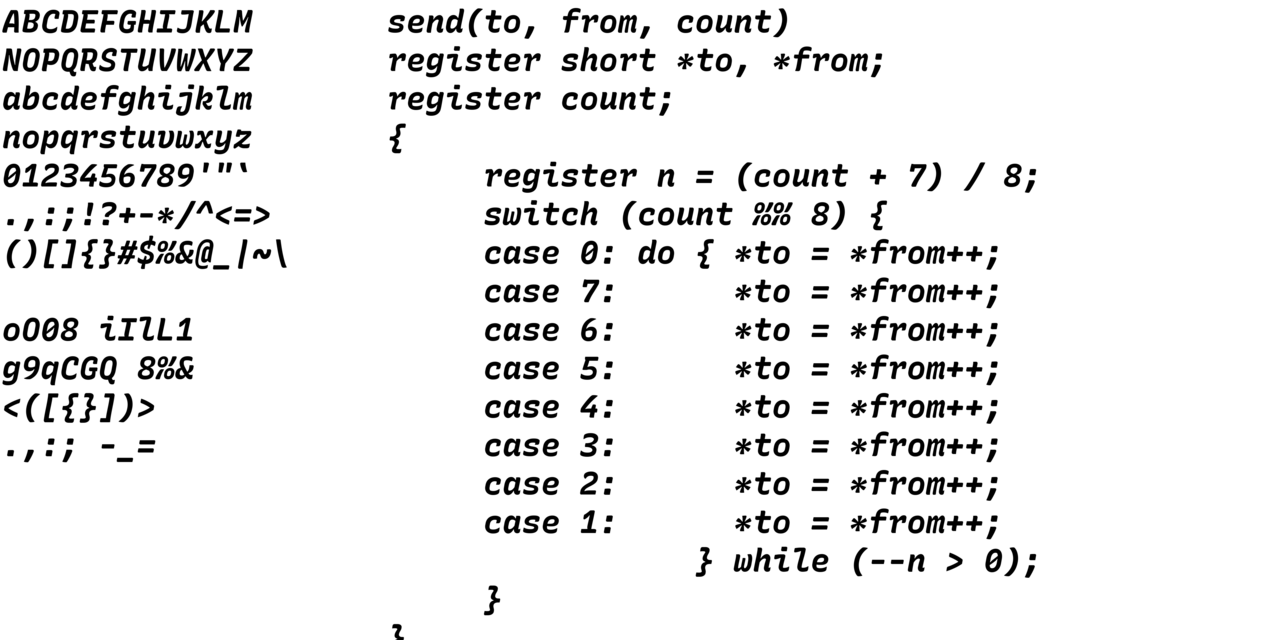 ABCDEFGHIJKLM
NOPQRSTUVWXYZ
abcdefghijklm
nopqrstuvwxyz
0123456789'"`
.,:;!?+-*/^<=>
()[]{}#$%&@_|~\
oO08 iIlL1
g9qCGQ 8%&
<([{}])>
.,:; -_=
send(to, from, count)
register short *to, *from;
register count;
{
     register n = (count + 7) / 8;
     switch (count %% 8) {
     case 0: do { *to = *from++;
     case 7:      *to = *from++;
     case 6:      *to = *from++;
     case 5:      *to = *from++;
     case 4:      *to = *from++;
     case 3:      *to = *from++;
     case 2:      *to = *from++;
     case 1:      *to = *from++;
                } while (--n > 0);
     }
}